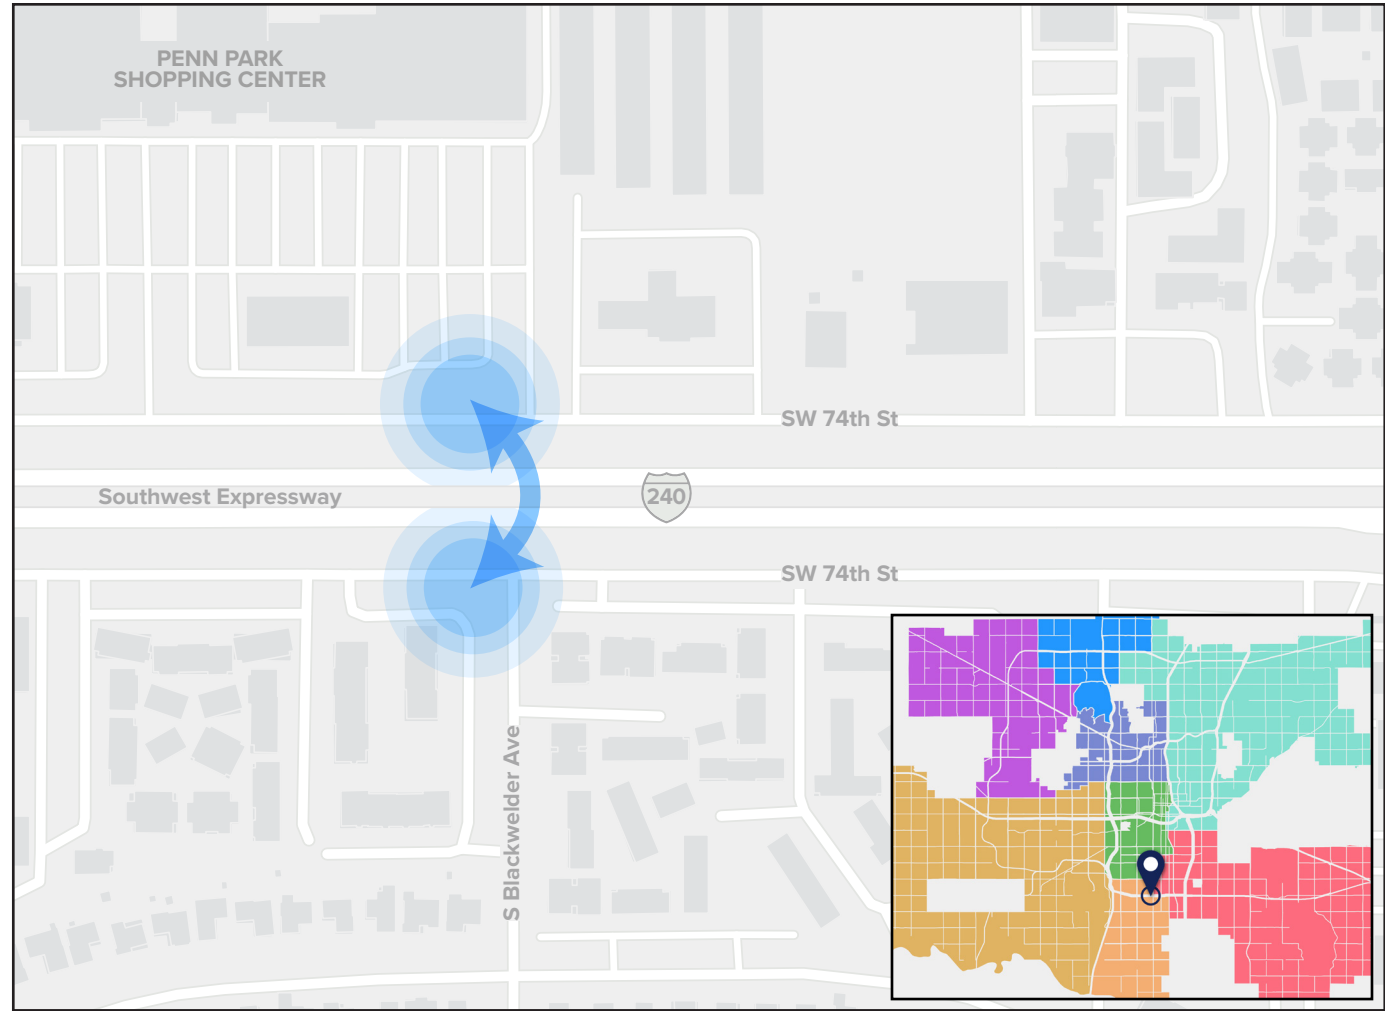 PENN PARK
SHOPPING CENTER
SW 74th St
Southwest Expressway
240
SW 74th St
S Blackwelder Ave